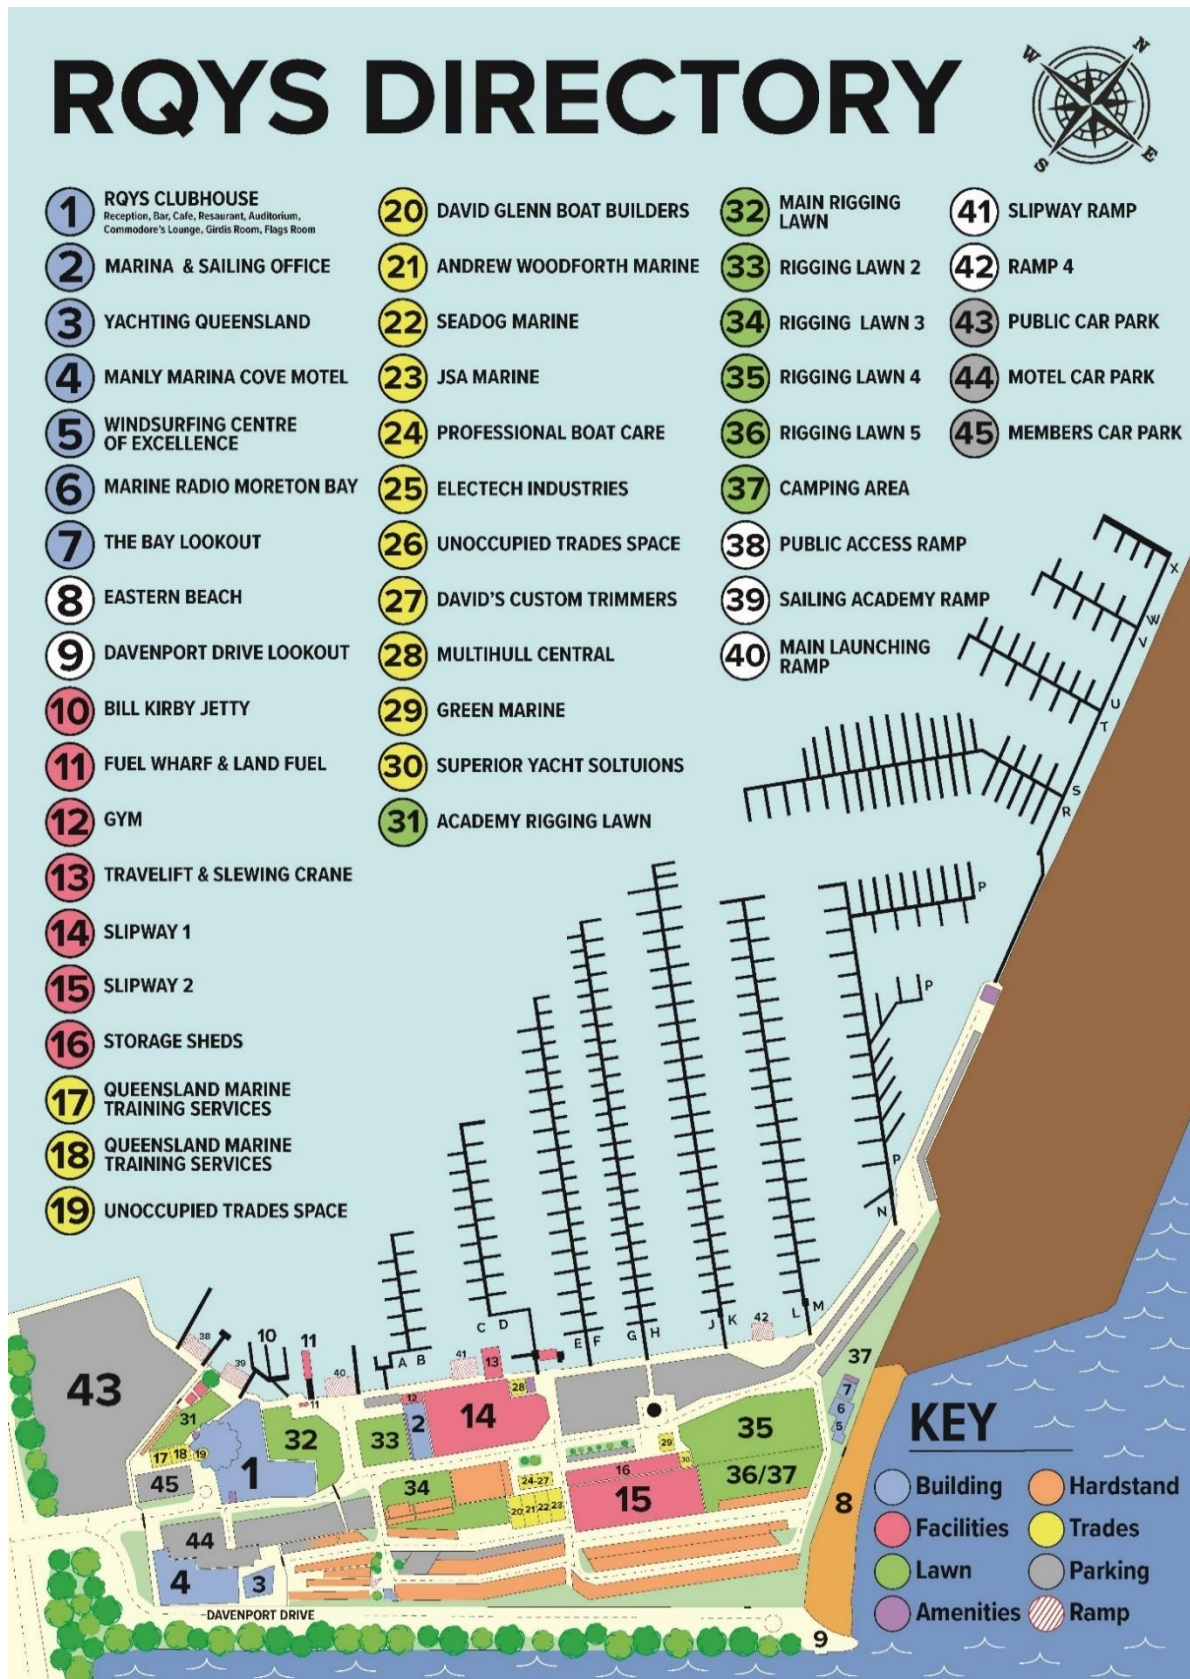 RQYS DIRECTORY
N
W
E
S
1 RQYS CLUBHOUSE
Reception, Bar, Cafe, Resaurant, Auditorium,
Commodore's Lounge, Girdis Room, Flags Room
2 MARINA & SAILING OFFICE
3 YACHTING QUEENSLAND
4 MANLY MARINA COVE MOTEL
5 WINDSURFING CENTRE
OF EXCELLENCE
6 MARINE RADIO MORETON BAY
7 THE BAY LOOKOUT
8 EASTERN BEACH
9 DAVENPORT DRIVE LOOKOUT
10 BILL KIRBY JETTY
11 FUEL WHARF & LAND FUEL
12 GYM
13 TRAVELIFT & SLEWING CRANE
14 SLIPWAY 1
15 SLIPWAY 2
16 STORAGE SHEDS
17 QUEENSLAND MARINE
TRAINING SERVICES
18 QUEENSLAND MARINE
TRAINING SERVICES
19 UNOCCUPIED TRADES SPACE
20 DAVID GLENN BOAT BUILDERS
21 ANDREW WOODFORTH MARINE
22 SEADOG MARINE
23 JSA MARINE
24 PROFESSIONAL BOAT CARE
25 ELECTECH INDUSTRIES
26 UNOCCUPIED TRADES SPACE
27 DAVID'S CUSTOM TRIMMERS
28 MULTIHULL CENTRAL
29 GREEN MARINE
30 SUPERIOR YACHT SOLTUIONS
31 ACADEMY RIGGING LAWN
32 MAIN RIGGING
LAWN
33 RIGGING LAWN 2
34 RIGGING LAWN 3
35 RIGGING LAWN 4
36 RIGGING LAWN 5
37 CAMPING AREA
38 PUBLIC ACCESS RAMP
39 SAILING ACADEMY RAMP
40 MAIN LAUNCHING
RAMP
41 SLIPWAY RAMP
42 RAMP 4
43 PUBLIC CAR PARK
44 MOTEL CAR PARK
45 MEMBERS CAR PARK
X
W
V
U
T
S
R
P
P
P
N
C D
A B
E F
G H
J K
L M
38
39
10
11
40
41
13
42
43
31
11
12
28
37
7
6
5
17 18 19
45
1
32
33
2
14
29
30
35
16
34
24-27
20 21 22 23
15
36/37
8
44
4
3
DAVENPORT DRIVE
9
KEY
Building
Hardstand
Facilities
Trades
Lawn
Parking
Amenities
Ramp